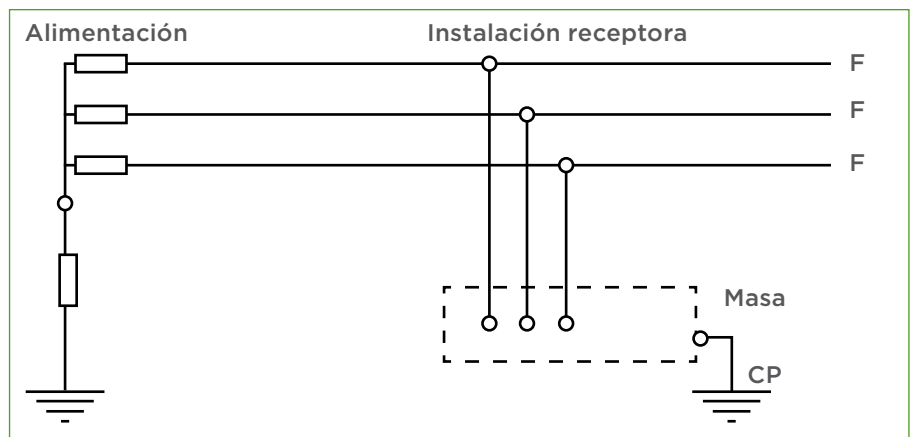 Alimentación
Instalación receptora
F
F
F
Masa
CP